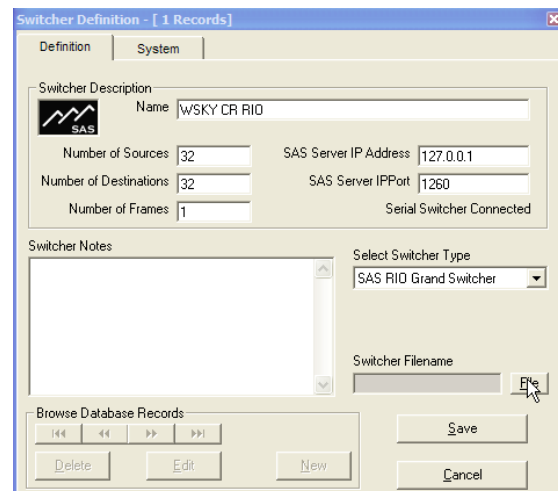 Switcher Definition - [ 1 Records]
Definition System
Switcher Description
SAS
Name WSKY CR RIO
Number of Sources 32 SAS Server IP Address 127.0.0.1
Number of Destinations 32 SAS Server IPPort 1260
Number of Frames 1 Serial Switcher Connected
Switcher Notes
Select Switcher Type
SAS RIO Grand Switcher
Switcher Filename
File
Browse Database Records
Delete Edit New
Save
Cancel